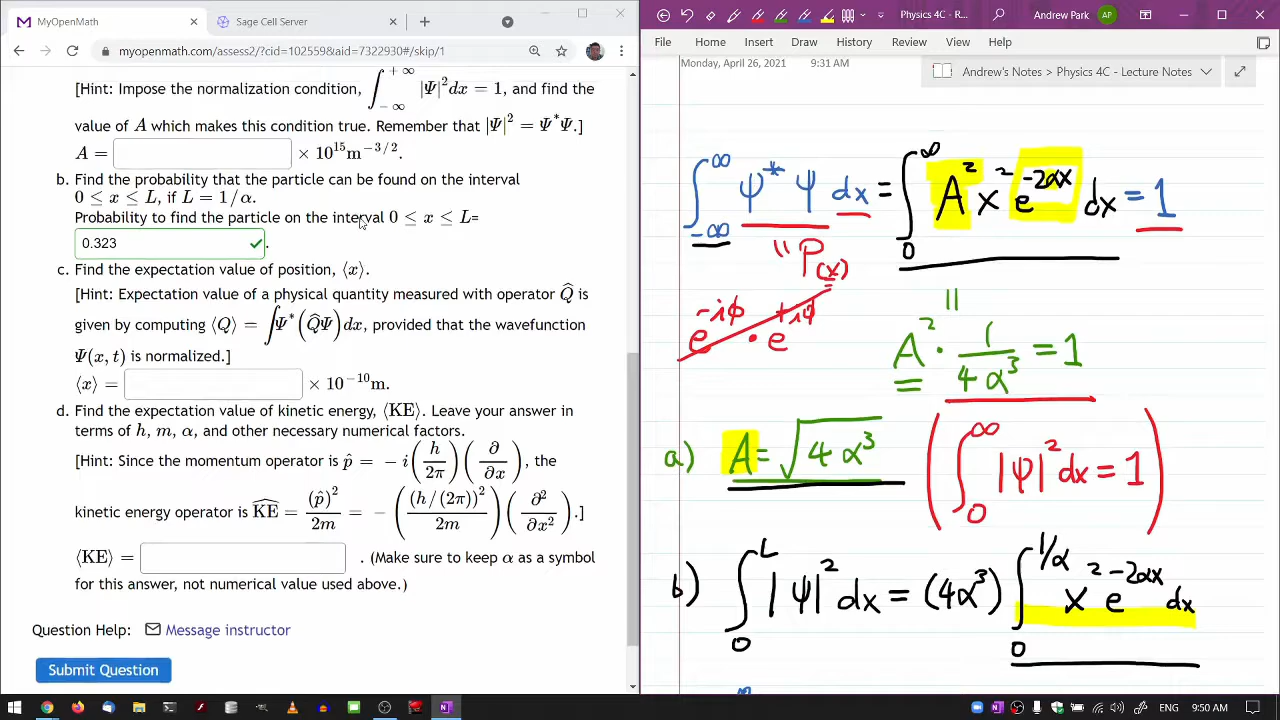 MyOpenMath
Sage Cell Server
myopenmath.com/assess2/?cid=102559&aid=7322930#/skip/1
[Hint: Impose the normalization condition, ∫_{−∞}^{+∞} |Ψ|²dx = 1, and find the
value of A which makes this condition true. Remember that |Ψ|² = Ψ*Ψ.]
A = × 10¹⁵m^{−3/2}.
b. Find the probability that the particle can be found on the interval
0 ≤ x ≤ L, if L = 1/α.
Probability to find the particle on the interval 0 ≤ x ≤ L=
0.323
c. Find the expectation value of position, ⟨x⟩.
[Hint: Expectation value of a physical quantity measured with operator Q̂ is
given by computing ⟨Q⟩ = ∫Ψ*(Q̂Ψ)dx, provided that the wavefunction
Ψ(x, t) is normalized.]
⟨x⟩ = × 10^{−10}m.
d. Find the expectation value of kinetic energy, ⟨KE⟩. Leave your answer in
terms of h, m, α, and other necessary numerical factors.
[Hint: Since the momentum operator is p̂ = −i(h/2π)(∂/∂x), the
kinetic energy operator is K̂E = (p̂)²/2m = −((h/(2π))²/2m)(∂²/∂x²).]
⟨KE⟩ = . (Make sure to keep α as a symbol
for this answer, not numerical value used above.)
Question Help: Message instructor
Submit Question
Physics 4C - R... Andrew Park AP
File Home Insert Draw History Review View Help
Monday, April 26, 2021 9:31 AM
Andrew's Notes > Physics 4C - Lecture Notes
∫_{−∞}^{∞} ψ* ψ dx = ∫_0^∞ A² x² e^{−2αx} dx = 1
" P(x)
e^{−iφ} · e^{+iφ}
||
A² · 1/4α³ = 1
a) A = √4α³ (∫_0^∞ |ψ|² dx = 1)
b) ∫_0^L |ψ|² dx = (4α³) ∫_0^{1/α} x² e^{−2αx} dx
∞
ENG 9:50 AM